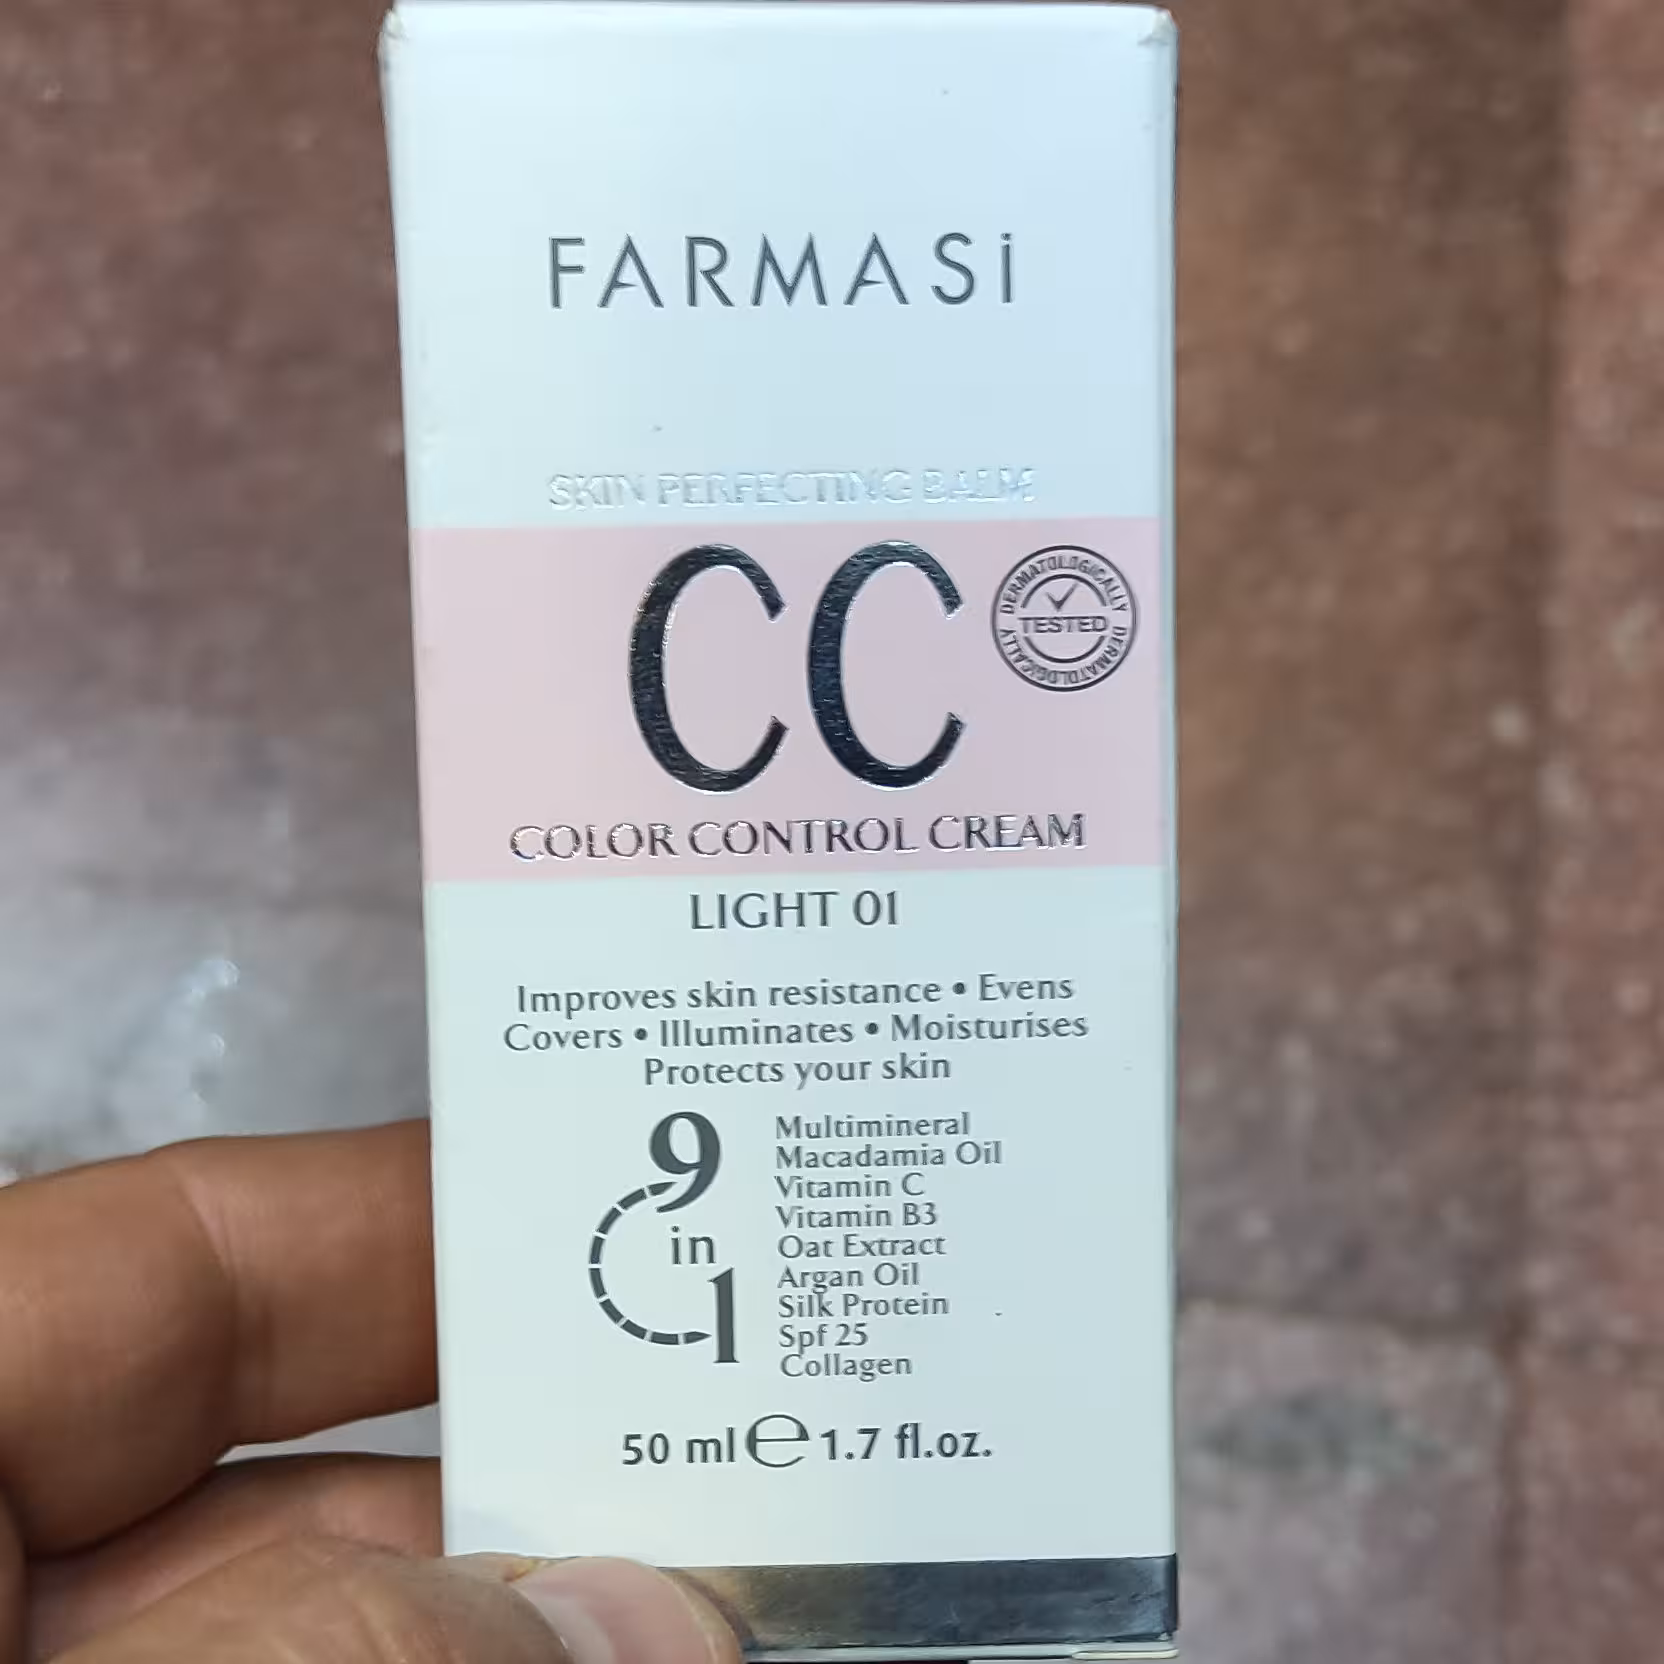 FARMASi
SKIN PERFECTING BALM
CC
DERMATOLOGICALLY
TESTED
DERMATOLOGICALLY
COLOR CONTROL CREAM
LIGHT 01
Improves skin resistance • Evens
Covers • Illuminates • Moisturises
Protects your skin
9
in
1
Multimineral
Macadamia Oil
Vitamin C
Vitamin B3
Oat Extract
Argan Oil
Silk Protein
Spf 25
Collagen
50 ml ℮ 1.7 fl.oz.